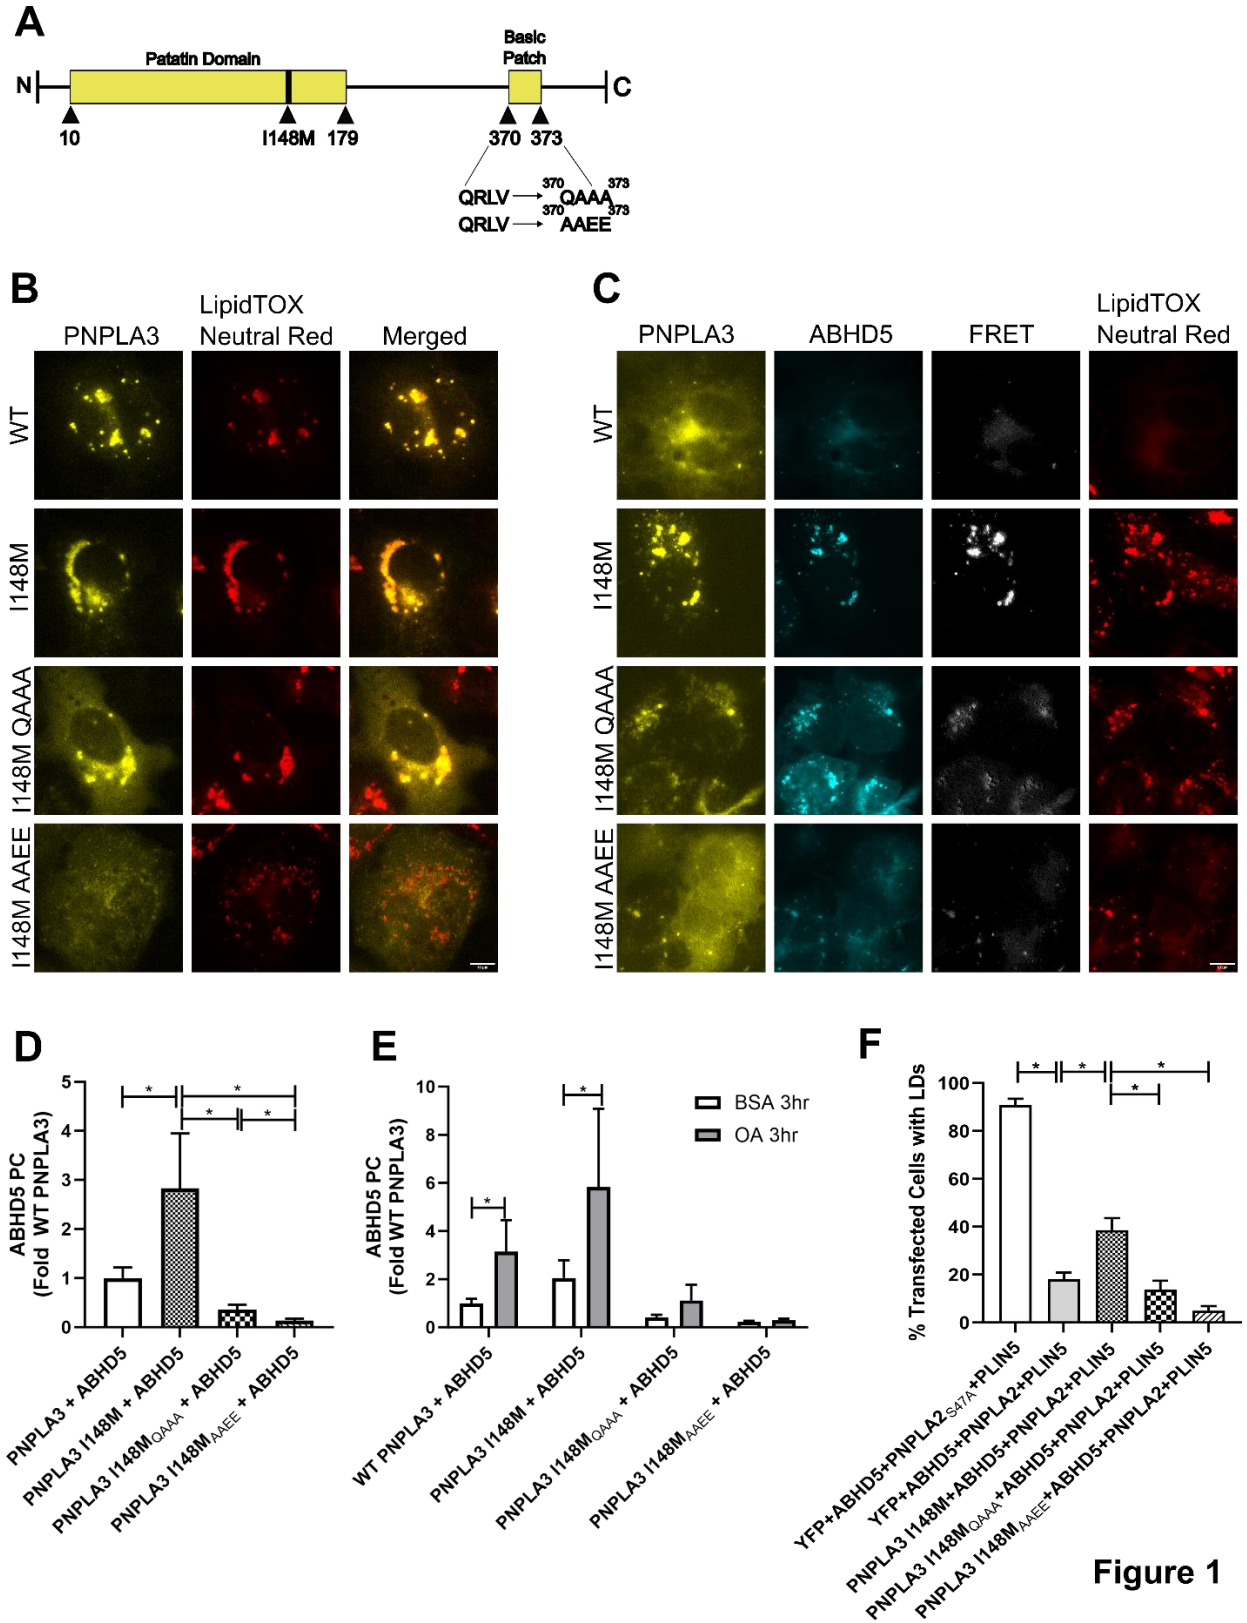 A
Patatin Domain
Basic
Patch
N
C
10
I148M
179
370
373
QRLV → 370 QAAA 373
QRLV → 370 AAEE 373
B
PNPLA3
LipidTOX
Neutral Red
Merged
WT
I148M
I148M QAAA
I148M AAEE
C
PNPLA3
ABHD5
FRET
LipidTOX
Neutral Red
WT
I148M
I148M QAAA
I148M AAEE
D
ABHD5 PC
(Fold WT PNPLA3)
5
4
3
2
1
0
* * * *
PNPLA3 + ABHD5
PNPLA3 I148M + ABHD5
PNPLA3 I148MQAAA + ABHD5
PNPLA3 I148MAAEE + ABHD5
E
ABHD5 PC
(Fold WT PNPLA3)
10
8
6
4
2
0
* *
BSA 3hr
OA 3hr
WT PNPLA3 + ABHD5
PNPLA3 I148M + ABHD5
PNPLA3 I148MQAAA + ABHD5
PNPLA3 I148MAAEE + ABHD5
F
% Transfected Cells with LDs
100
80
60
40
20
0
* * * *
YFP+ABHD5+PNPLA2S47A+PLIN5
YFP+ABHD5+PNPLA2+PLIN5
PNPLA3 I148M+ABHD5+PNPLA2+PLIN5
PNPLA3 I148MQAAA+ABHD5+PNPLA2+PLIN5
PNPLA3 I148MAAEE+ABHD5+PNPLA2+PLIN5
Figure 1